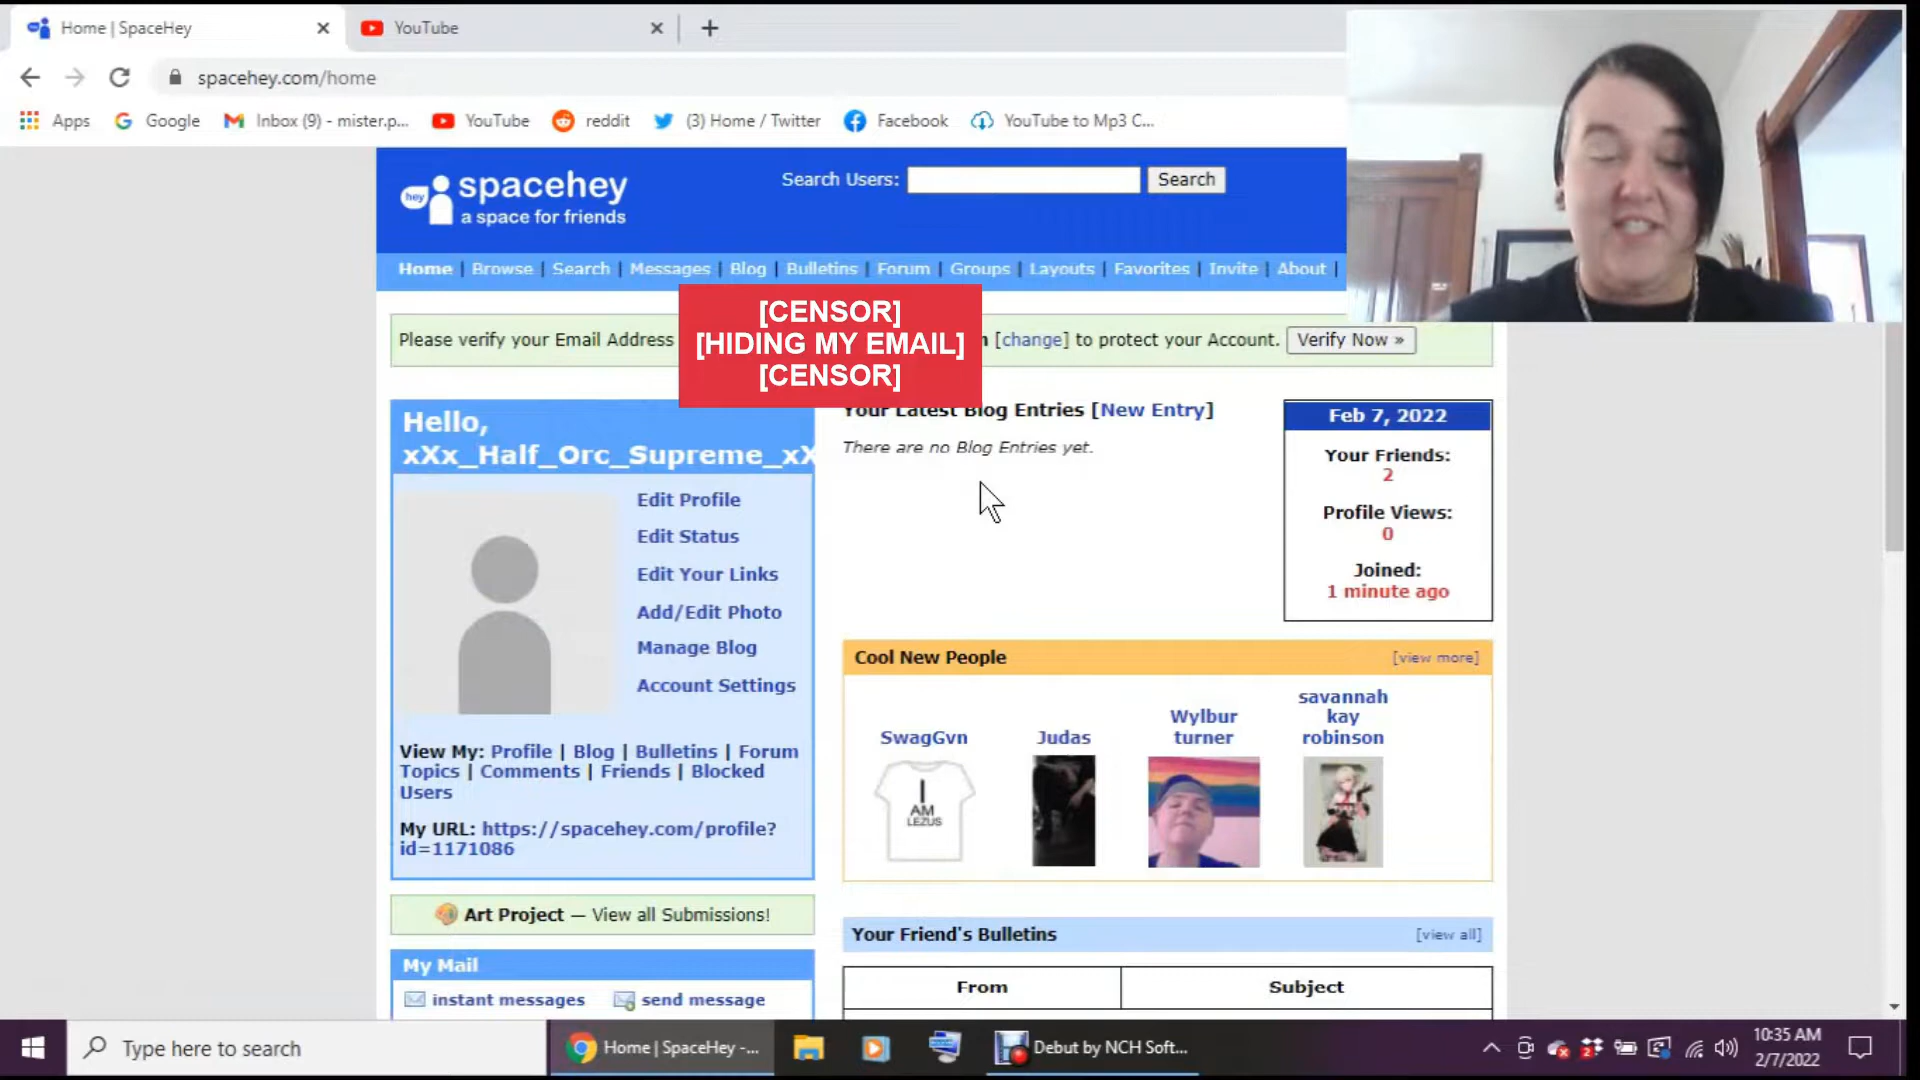 Home | SpaceHey
YouTube
spacehey.com/home
Apps
Google
Inbox (9) - mister.p...
YouTube
reddit
(3) Home / Twitter
Facebook
YouTube to Mp3 C...
hey
spacehey
a space for friends
Search Users:
Search
Home | Browse | Search | Messages | Blog | Bulletins | Forum | Groups | Layouts | Favorites | Invite | About |
[CENSOR]
[HIDING MY EMAIL]
[CENSOR]
Please verify your Email Address
[change] to protect your Account.
Verify Now »
Hello,
xXx_Half_Orc_Supreme_xX
Edit Profile
Edit Status
Edit Your Links
Add/Edit Photo
Manage Blog
Account Settings
View My: Profile | Blog | Bulletins | Forum
Topics | Comments | Friends | Blocked
Users
My URL: https://spacehey.com/profile?
id=1171086
Art Project — View all Submissions!
My Mail
instant messages
send message
Your Latest Blog Entries [New Entry]
There are no Blog Entries yet.
Feb 7, 2022
Your Friends:
2
Profile Views:
0
Joined:
1 minute ago
Cool New People
[view more]
SwagGvn
Judas
Wylbur
turner
savannah
kay
robinson
I
AM
LEZUS
Your Friend's Bulletins
[view all]
From
Subject
Type here to search
Home | SpaceHey -...
Debut by NCH Soft...
2
10:35 AM
2/7/2022